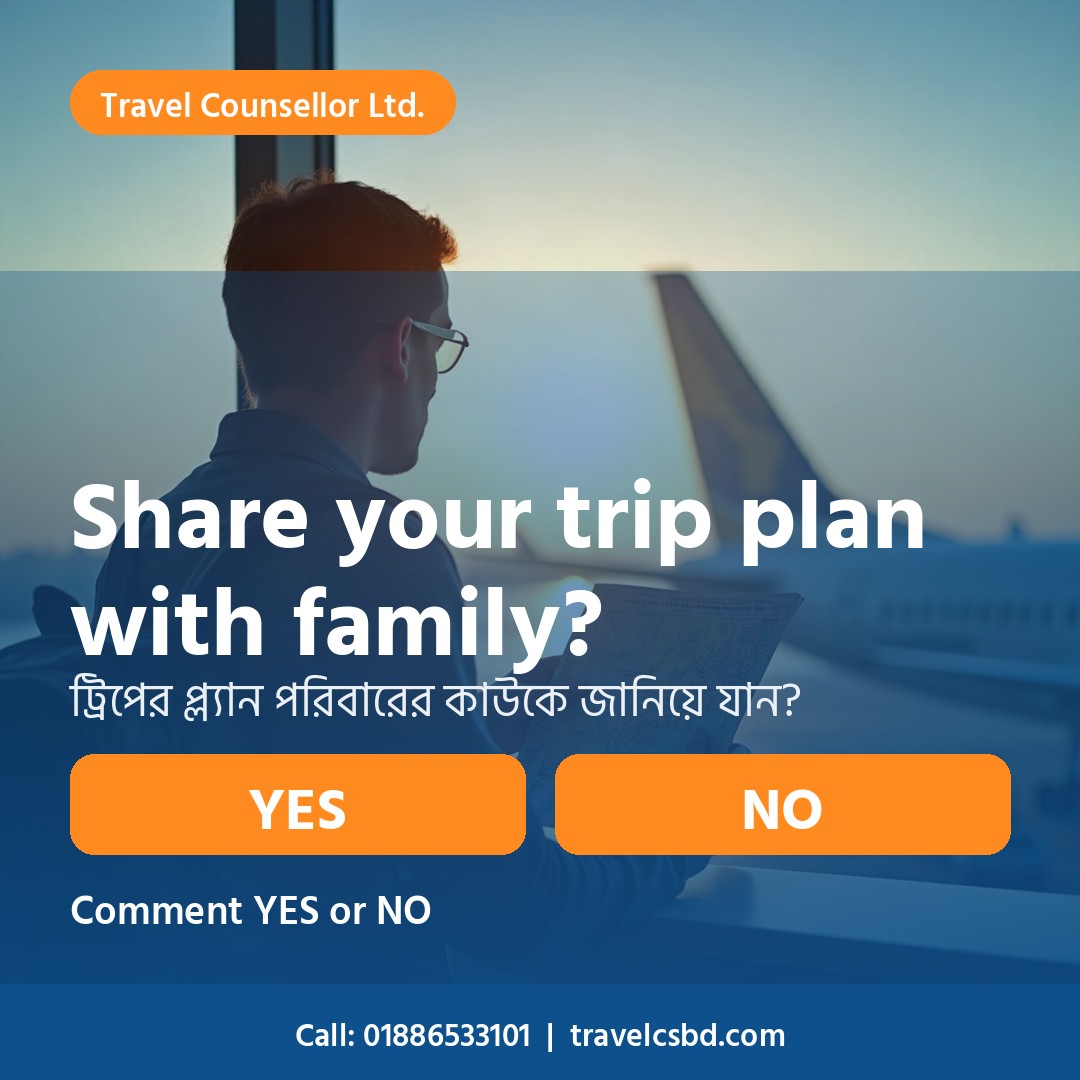 Travel Counsellor Ltd.
Share your trip plan
with family?
ট্রিপের প্ল্যান পরিবারের কাউকে জানিয়ে যান?
YES
NO
Comment YES or NO
Call: 01886533101 | travelcsbd.com